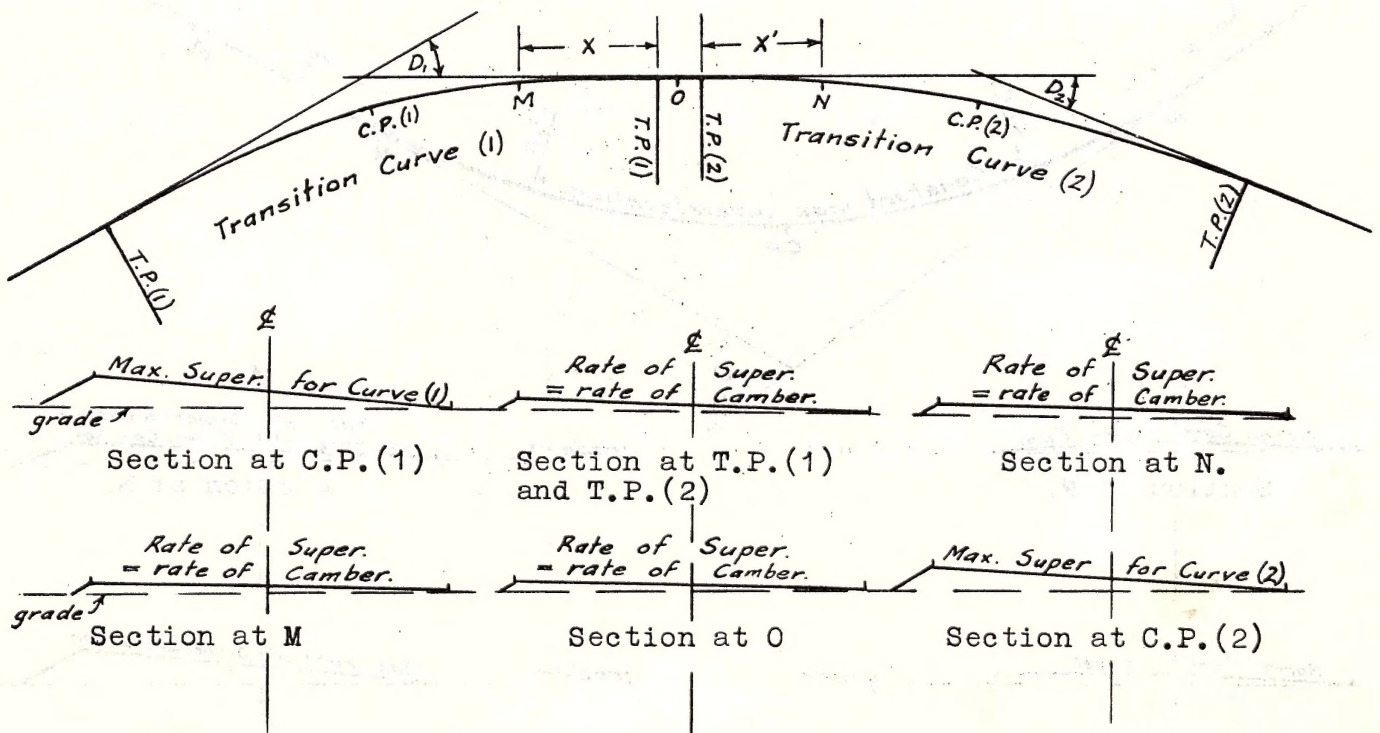 X
X'
D₁
D₂
M
O
N
C.P.(1)
C.P.(2)
T.P.(1)
T.P.(2)
Transition Curve (1)
Transition Curve (2)
T.P.(1)
T.P.(2)
℄
Max. Super. for Curve (1)
grade
Section at C.P.(1)
℄
Rate of Super.
= rate of Camber.
Section at T.P.(1)
and T.P.(2)
℄
Rate of Super.
= rate of Camber.
Section at N.
Rate of Super.
= rate of Camber.
grade
Section at M
Rate of Super.
= rate of Camber.
Section at O
Max. Super for Curve (2)
Section at C.P.(2)